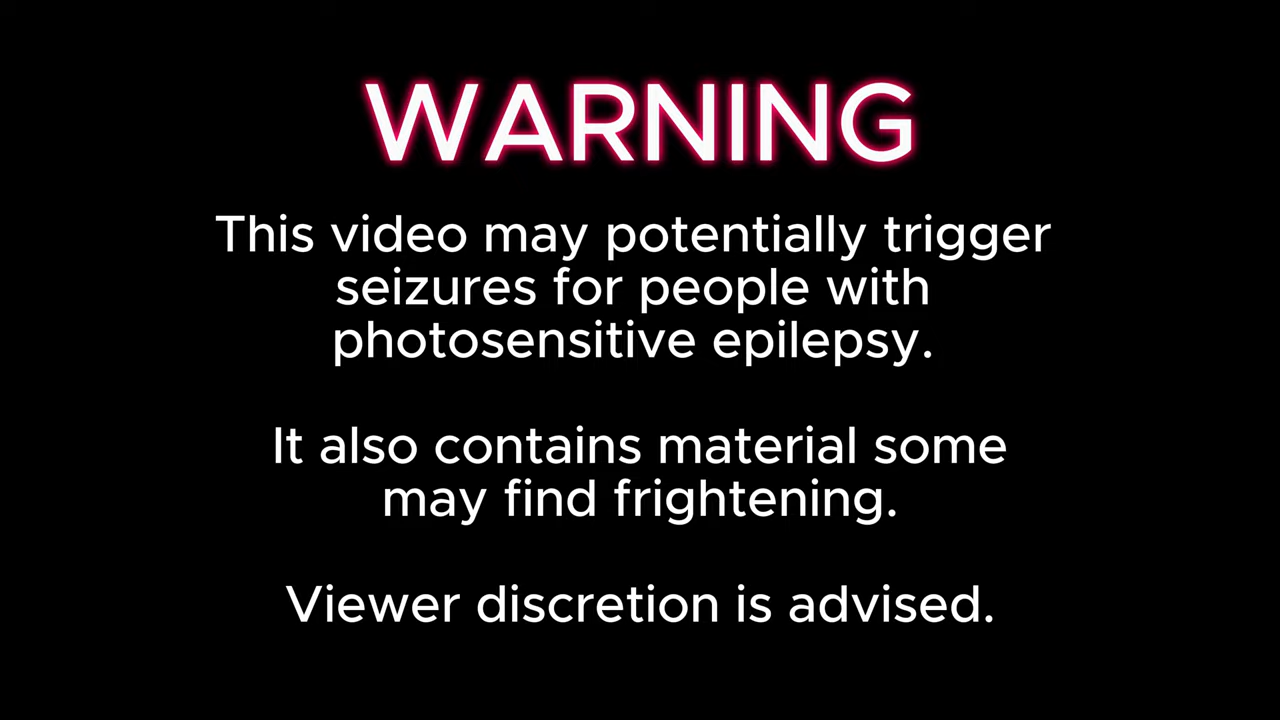 WARNING
This video may potentially trigger
seizures for people with
photosensitive epilepsy.
It also contains material some
may find frightening.
Viewer discretion is advised.